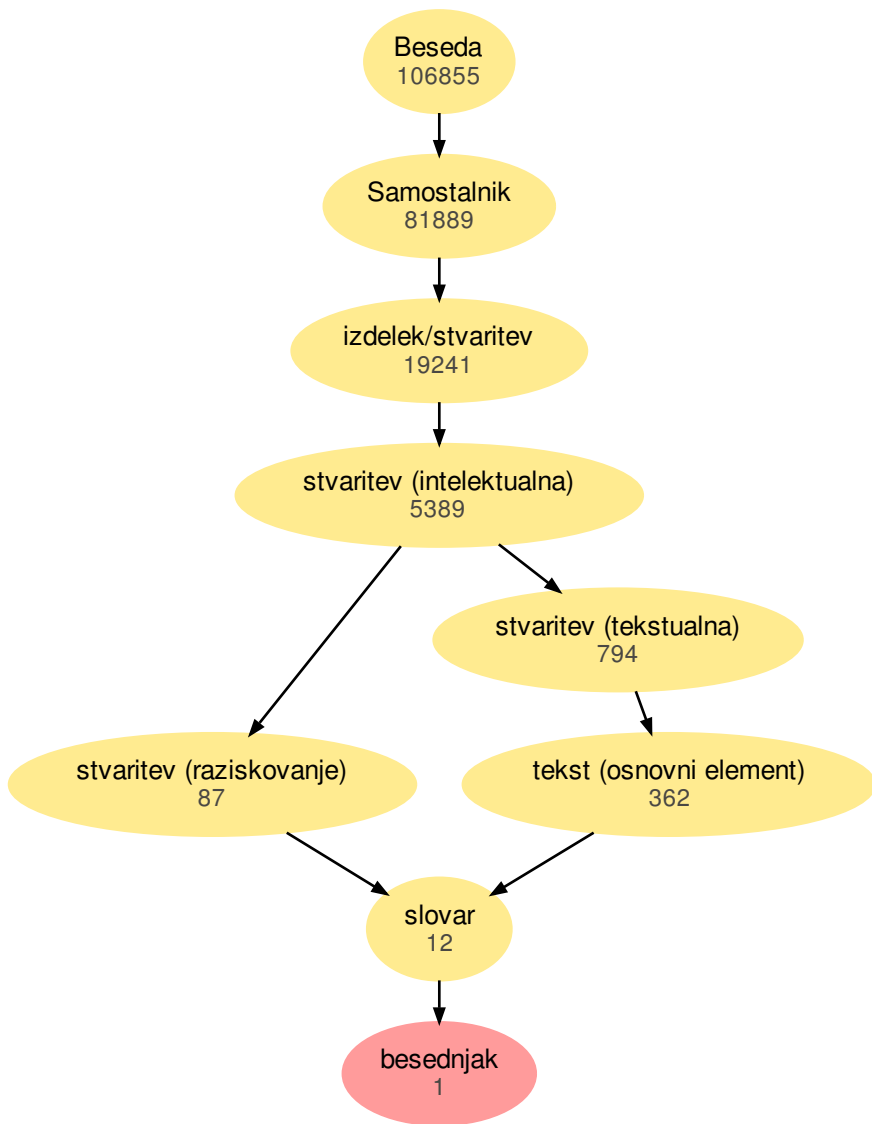 Beseda
106855
Samostalnik
81889
izdelek/stvaritev
19241
stvaritev (intelektualna)
5389
stvaritev (tekstualna)
794
stvaritev (raziskovanje)
87
tekst (osnovni element)
362
slovar
12
besednjak
1